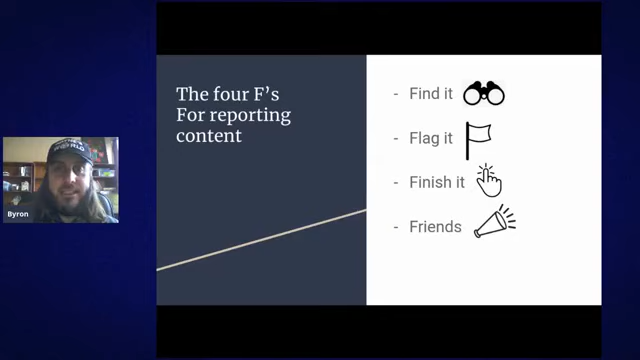 The four F's
For reporting
content
- Find it
- Flag it
- Finish it
- Friends
Byron